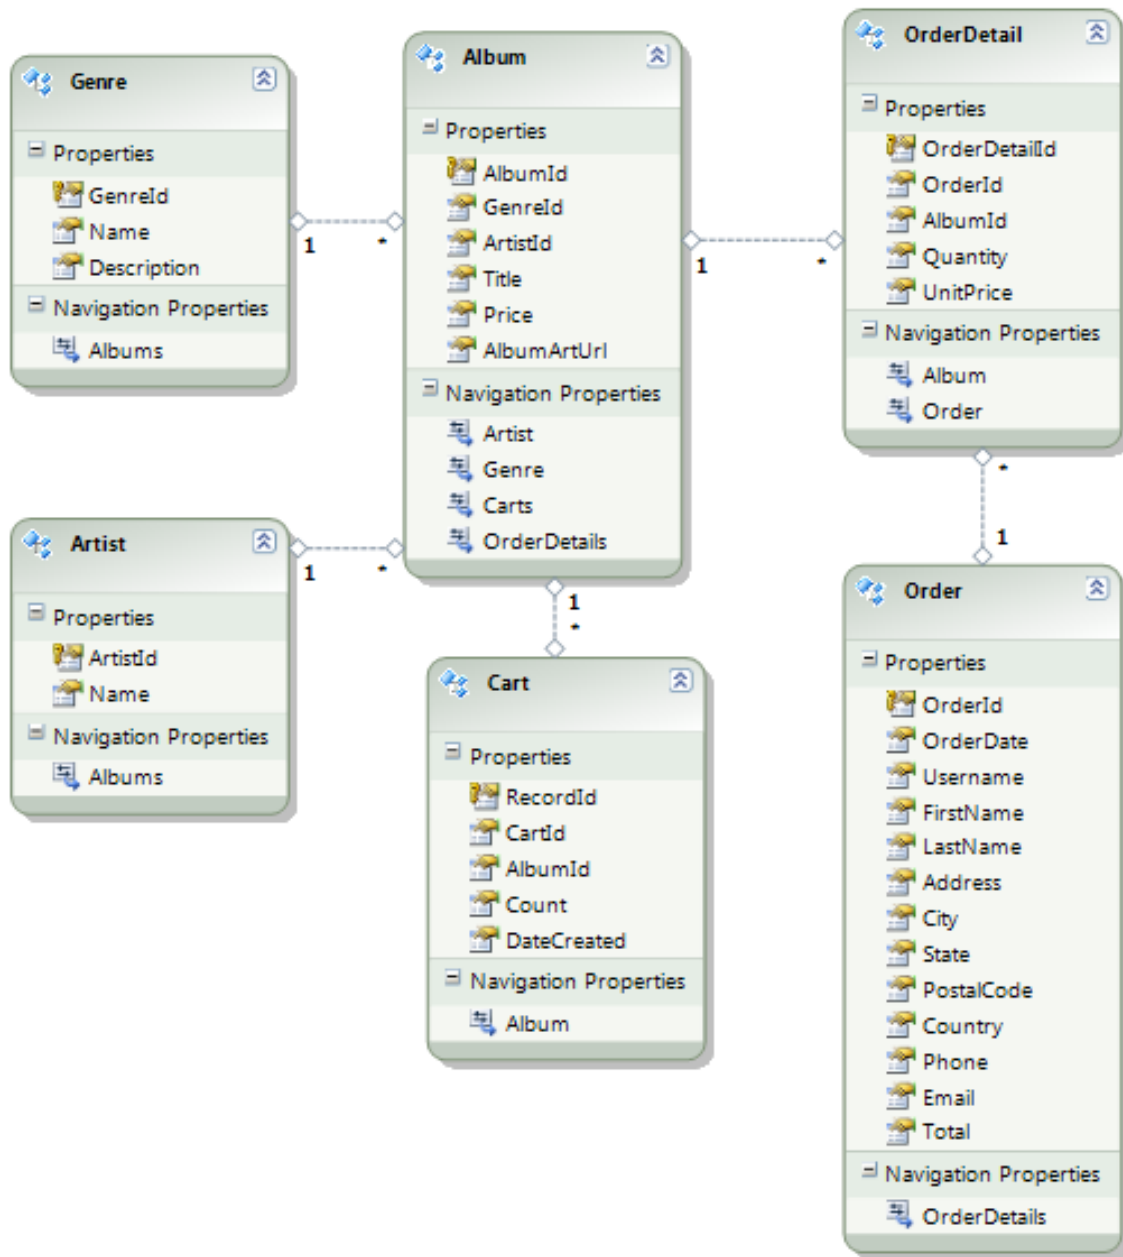 Genre
Properties
GenreId
Name
Description
Navigation Properties
Albums
1
*
Album
Properties
AlbumId
GenreId
ArtistId
Title
Price
AlbumArtUrl
Navigation Properties
Artist
Genre
Carts
OrderDetails
1
*
OrderDetail
Properties
OrderDetailId
OrderId
AlbumId
Quantity
UnitPrice
Navigation Properties
Album
Order
*
1
Artist
Properties
ArtistId
Name
Navigation Properties
Albums
1
*
1
*
Cart
Properties
RecordId
CartId
AlbumId
Count
DateCreated
Navigation Properties
Album
Order
Properties
OrderId
OrderDate
Username
FirstName
LastName
Address
City
State
PostalCode
Country
Phone
Email
Total
Navigation Properties
OrderDetails